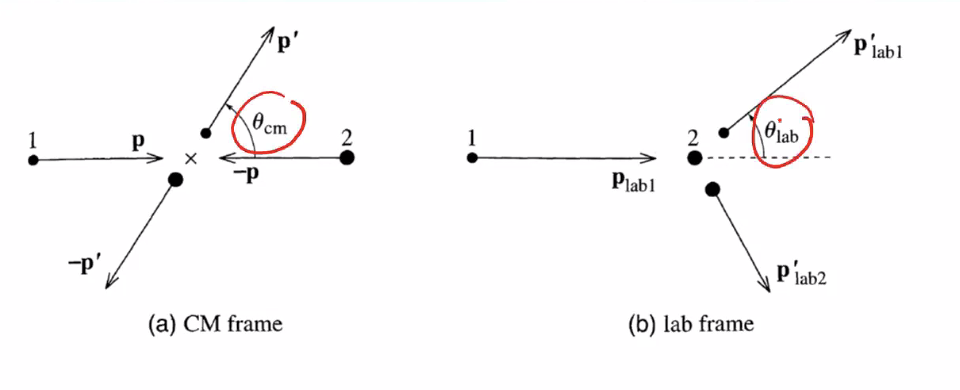 p′
θcm
1
p
2
–p
–p′
(a) CM frame
p′lab1
θlab
1
2
plab1
p′lab2
(b) lab frame